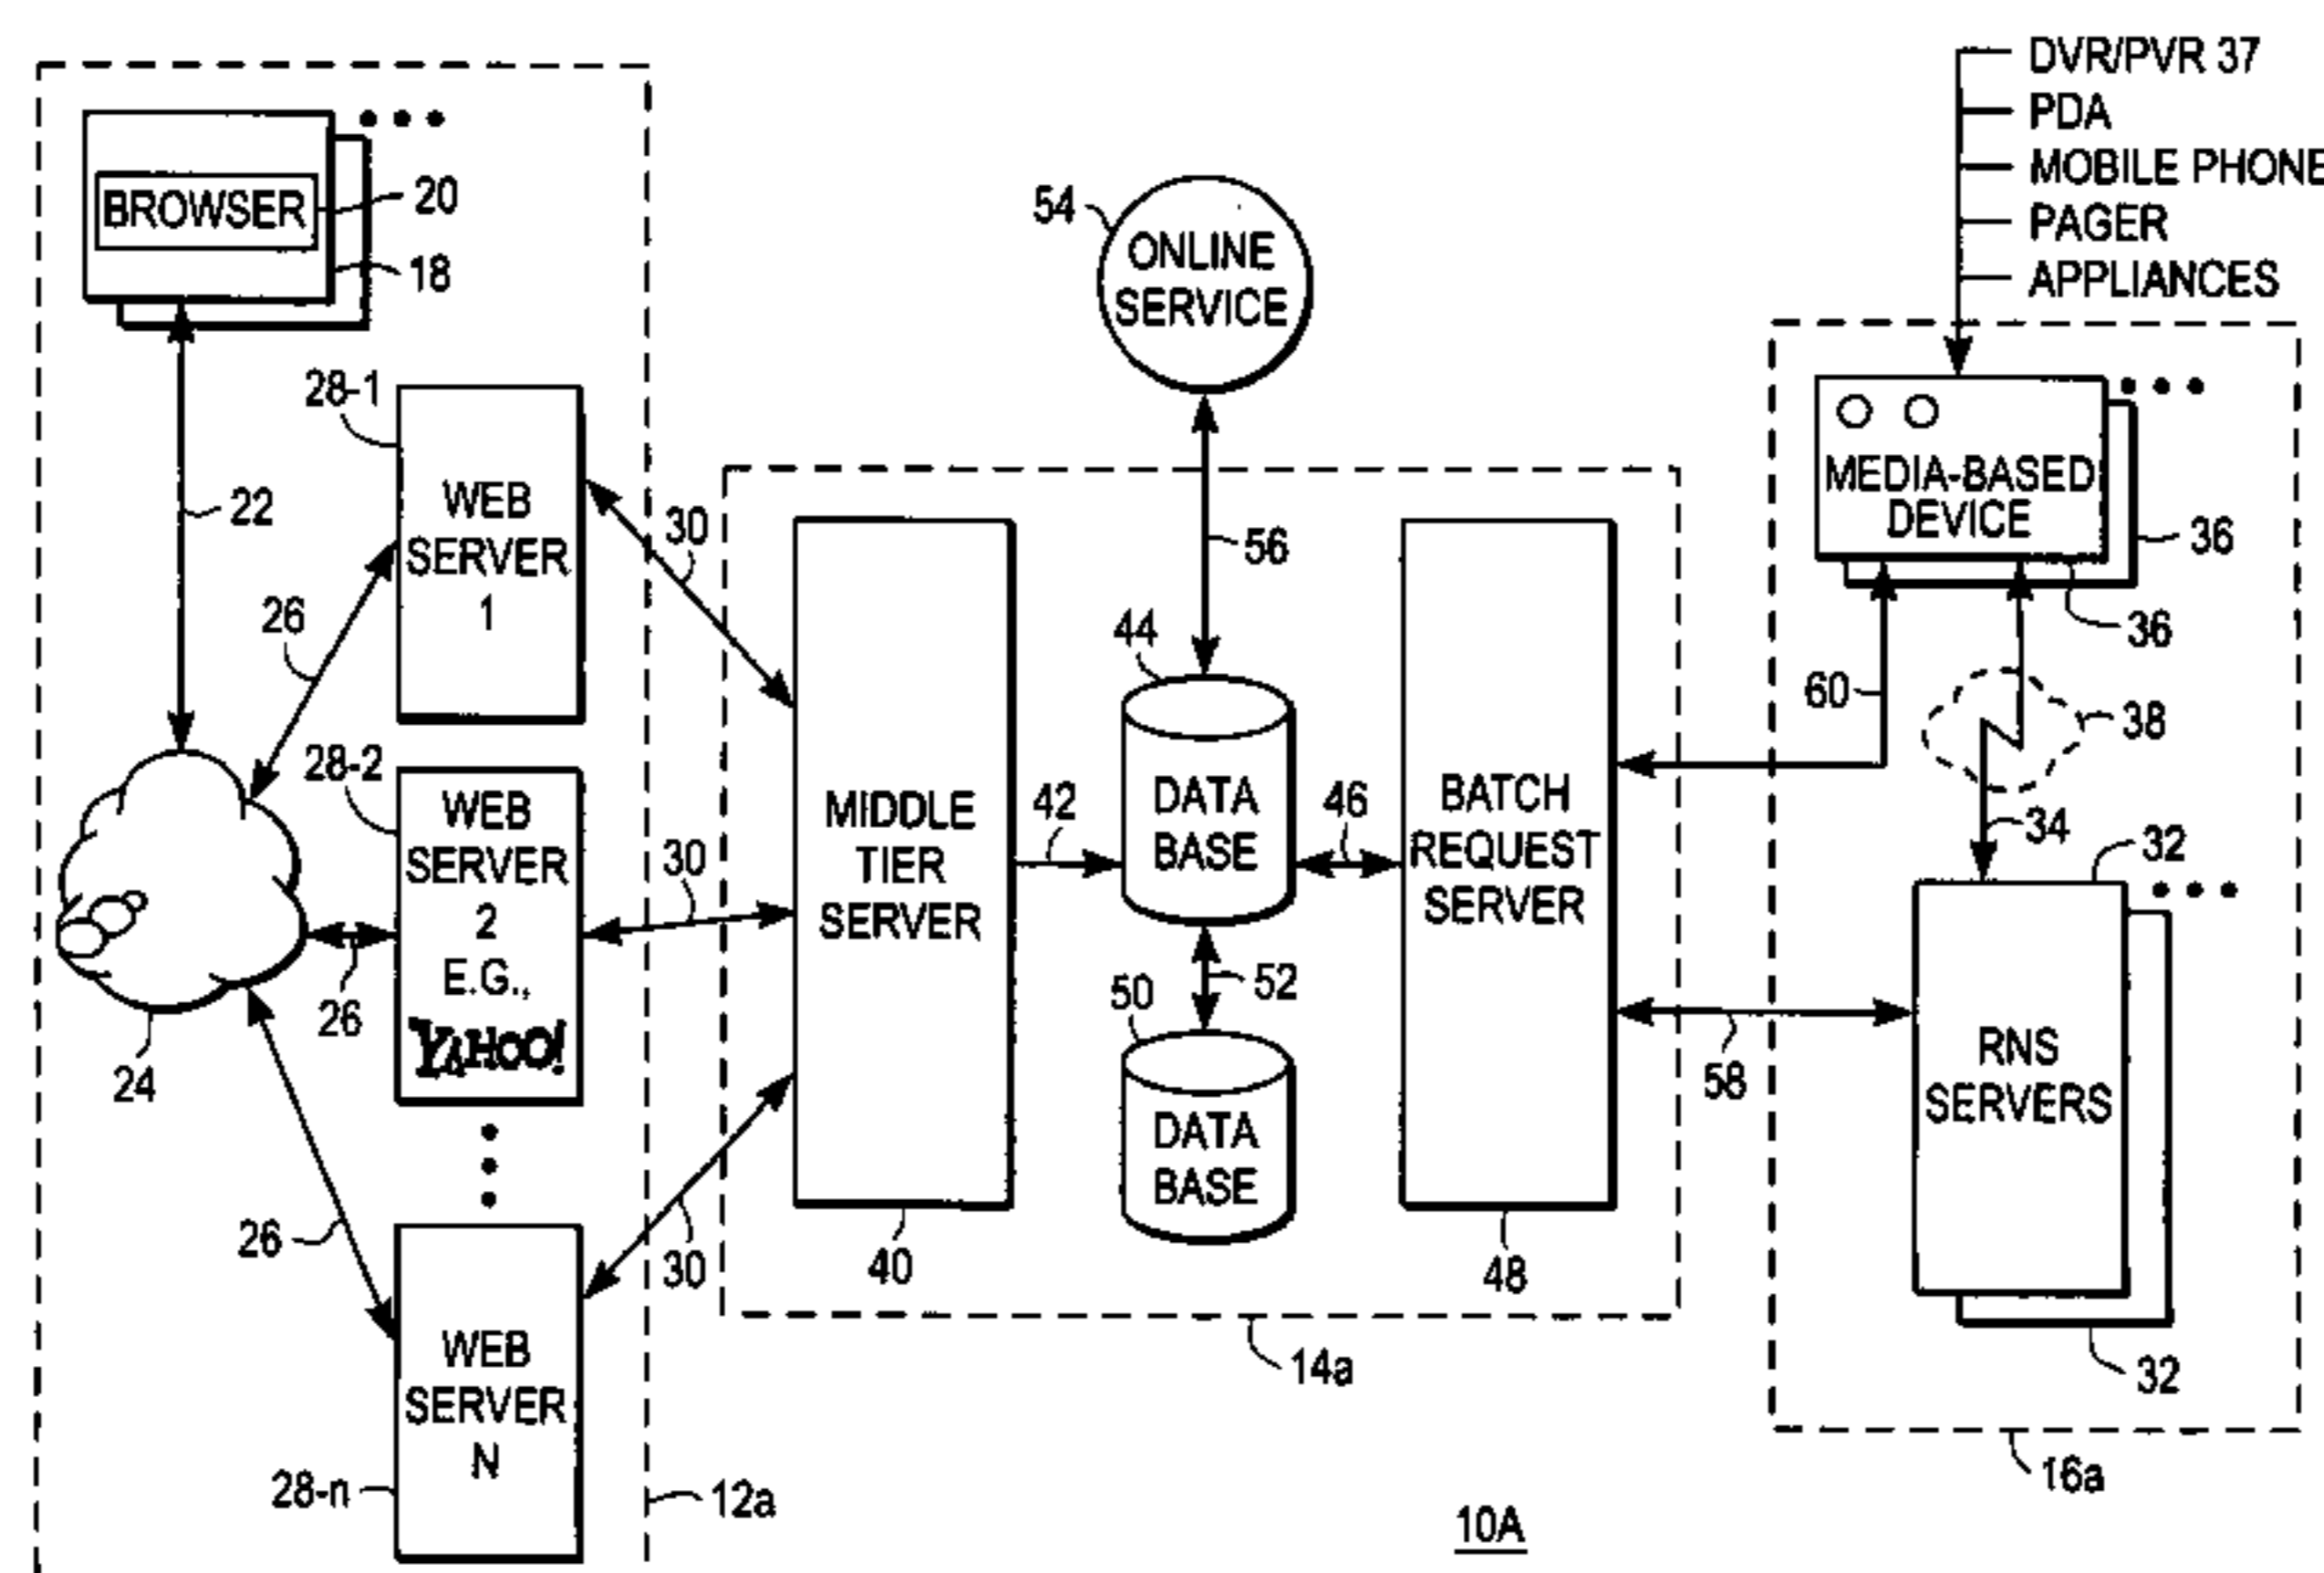 DVR/PVR 37
PDA
MOBILE PHONE
PAGER
APPLIANCES
BROWSER
20
18
22
28-1
WEB
SERVER
1
26
30
54
ONLINE
SERVICE
56
MEDIA-BASED
DEVICE
36
36
60
38
34
28-2
WEB
SERVER
2
E.G.,
YAHOO!
26
24
30
MIDDLE
TIER
SERVER
40
42
44
DATA
BASE
46
52
50
DATA
BASE
BATCH
REQUEST
SERVER
48
58
32
RNS
SERVERS
32
26
WEB
SERVER
N
28-n
30
12a
14a
16a
10A